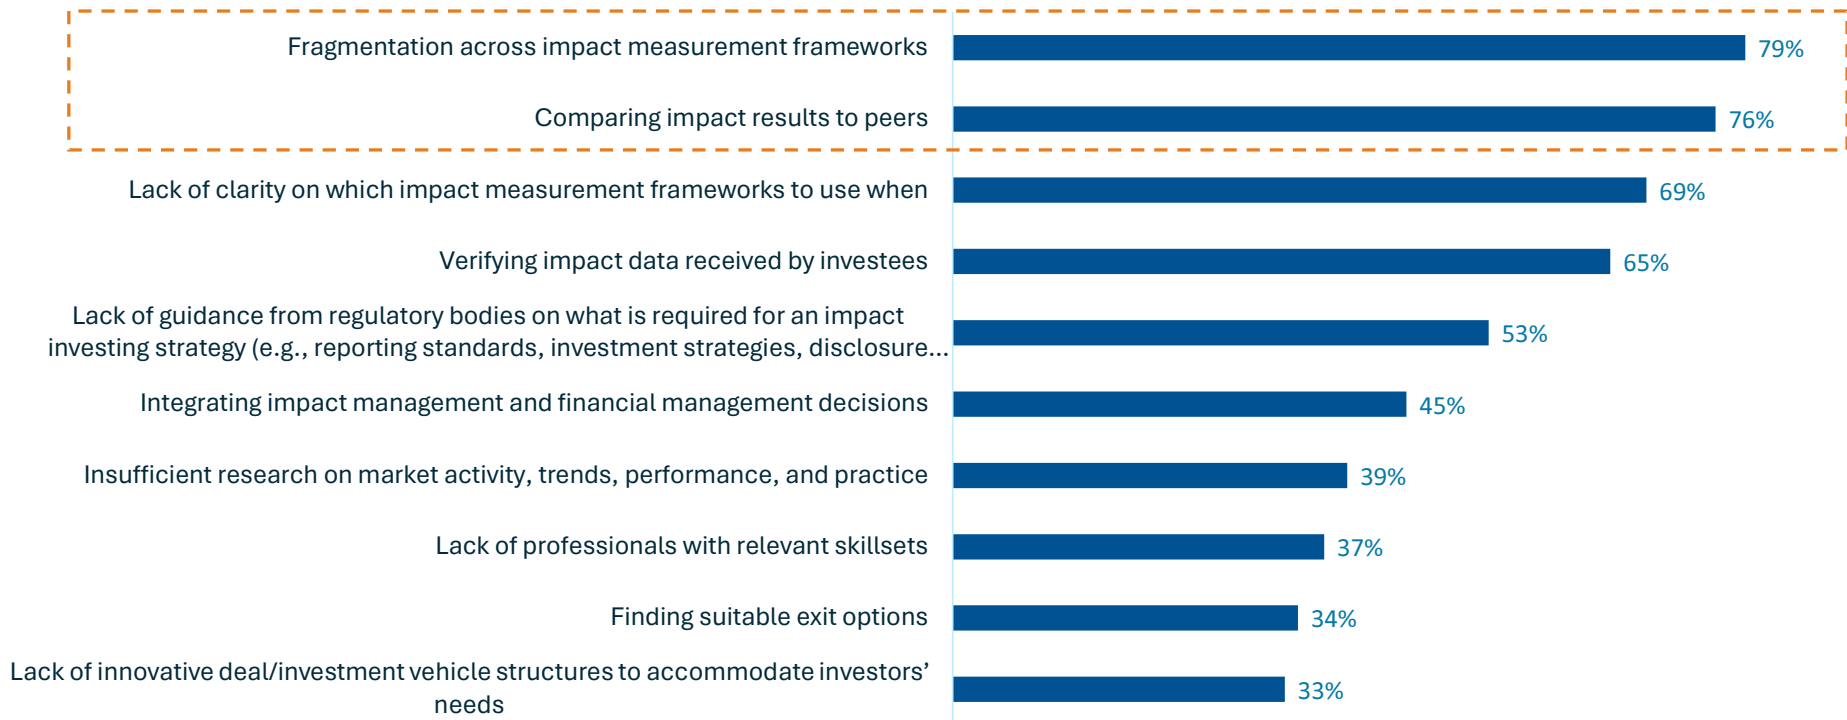 Fragmentation across impact measurement frameworks
79%
Comparing impact results to peers
76%
Lack of clarity on which impact measurement frameworks to use when
69%
Verifying impact data received by investees
65%
Lack of guidance from regulatory bodies on what is required for an impact
investing strategy (e.g., reporting standards, investment strategies, disclosure...
53%
Integrating impact management and financial management decisions
45%
Insufficient research on market activity, trends, performance, and practice
39%
Lack of professionals with relevant skillsets
37%
Finding suitable exit options
34%
Lack of innovative deal/investment vehicle structures to accommodate investors’
needs
33%